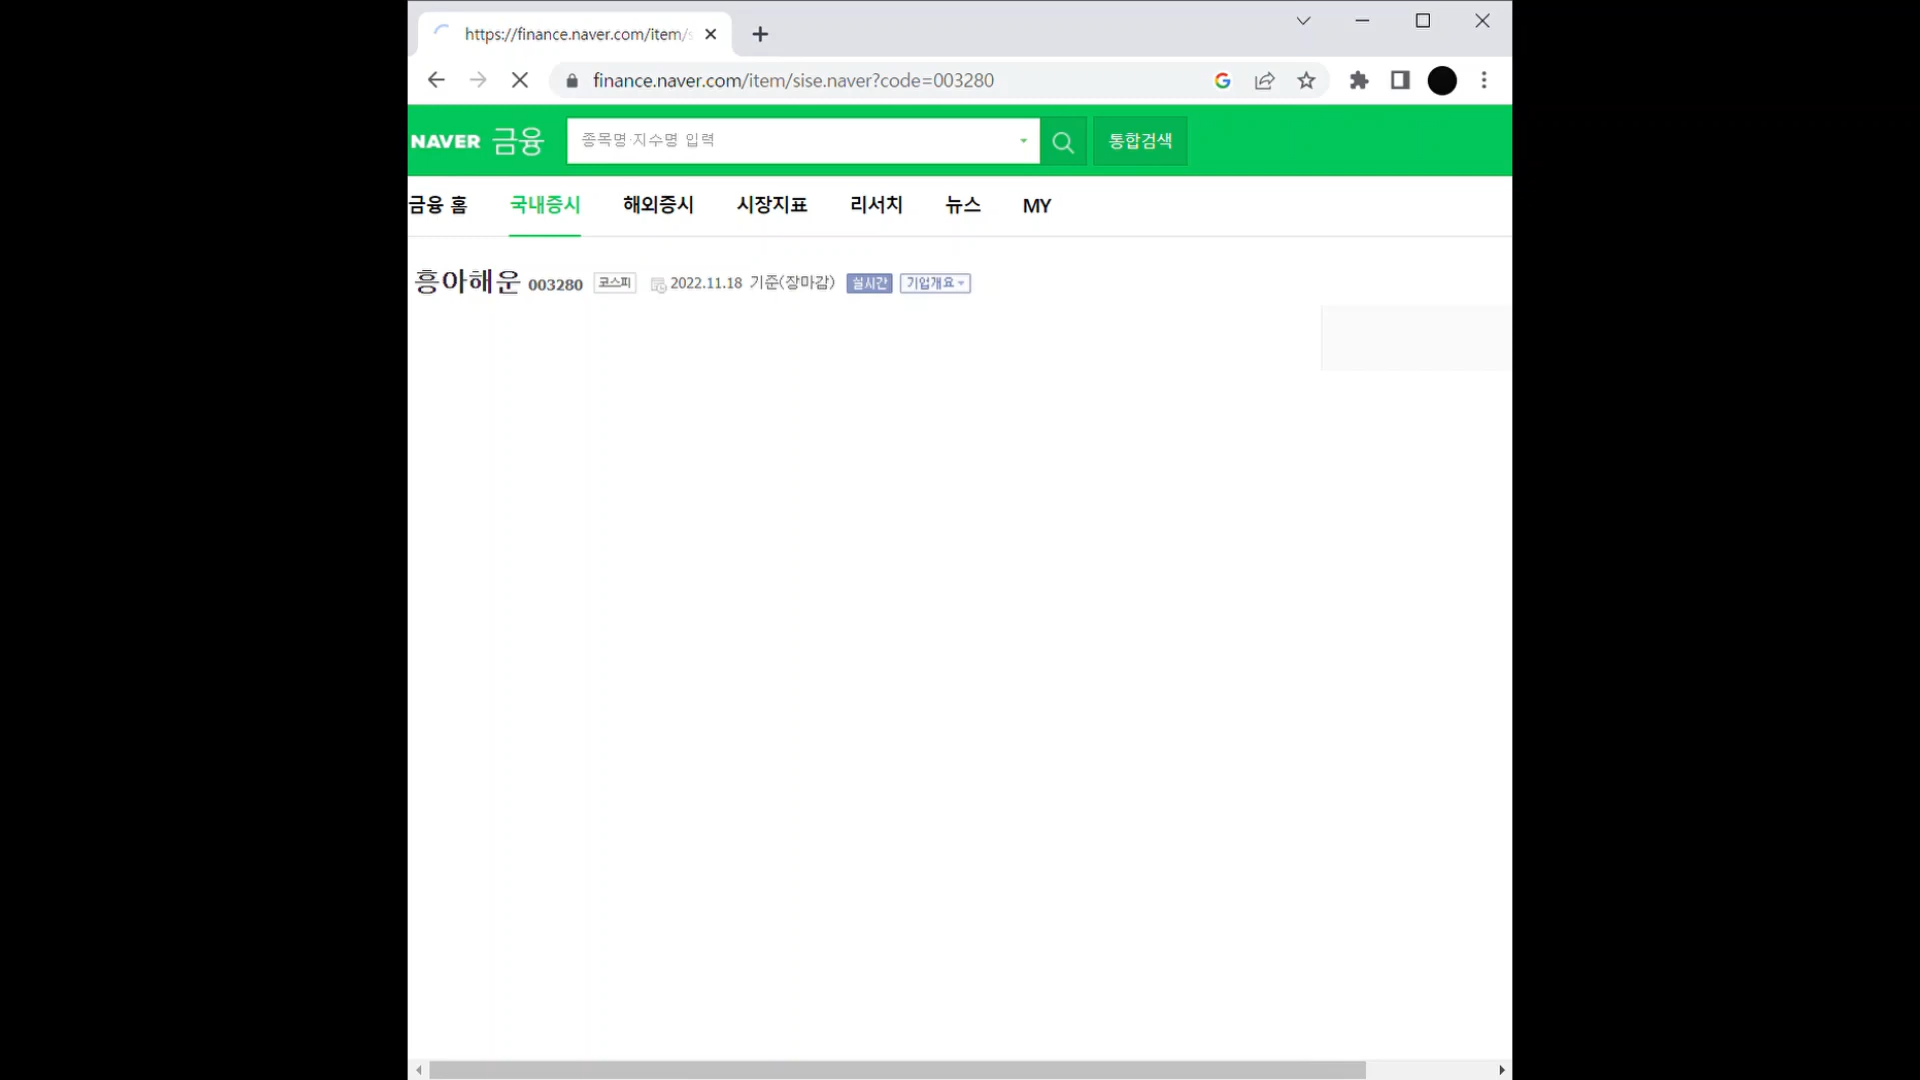 https://finance.naver.com/item/s
finance.naver.com/item/sise.naver?code=003280
NAVER 금융
종목명·지수명 입력
통합검색
금융 홈 국내증시 해외증시 시장지표 리서치 뉴스 MY
흥아해운 003280 코스피 2022.11.18 기준(장마감) 실시간 기업개요